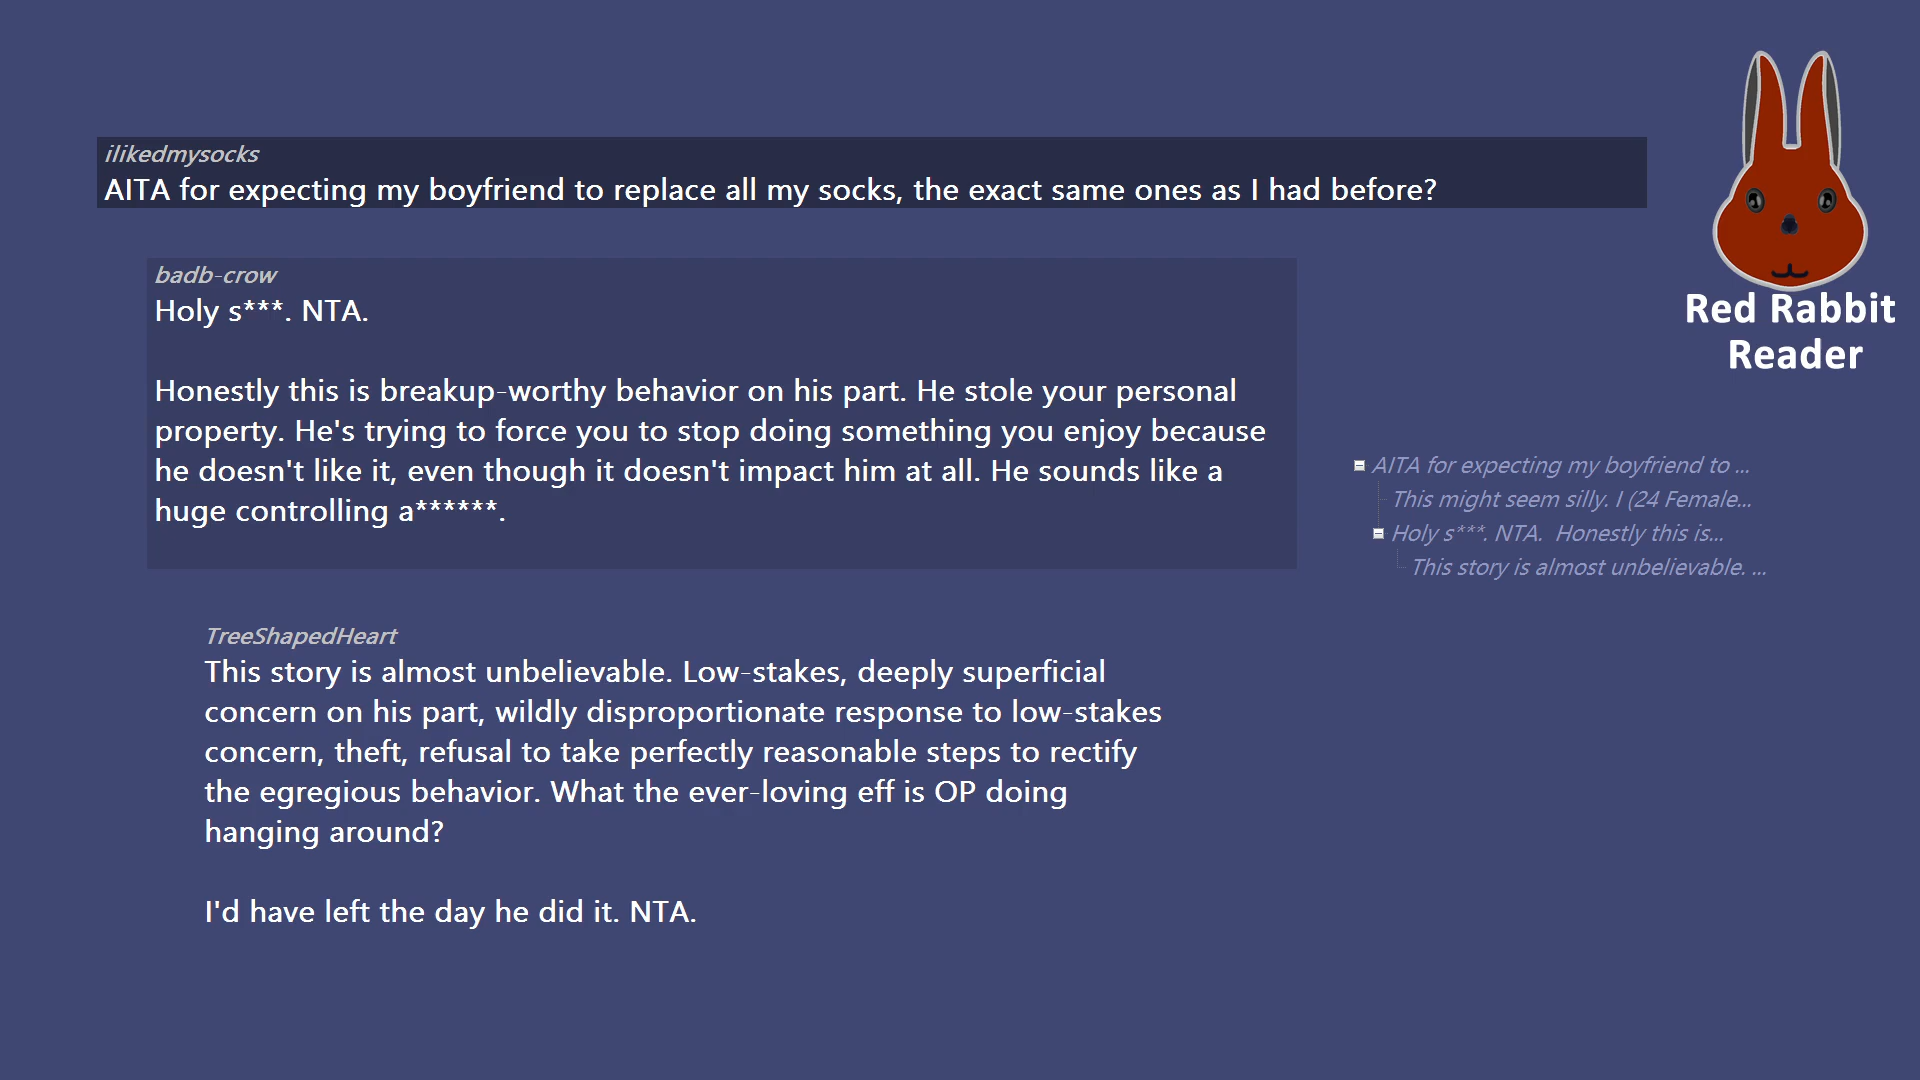 ilikedmysocks
AITA for expecting my boyfriend to replace all my socks, the exact same ones as I had before?
badb-crow
Holy s***. NTA.
Honestly this is breakup-worthy behavior on his part. He stole your personal
property. He's trying to force you to stop doing something you enjoy because
he doesn't like it, even though it doesn't impact him at all. He sounds like a
huge controlling a******.
TreeShapedHeart
This story is almost unbelievable. Low-stakes, deeply superficial
concern on his part, wildly disproportionate response to low-stakes
concern, theft, refusal to take perfectly reasonable steps to rectify
the egregious behavior. What the ever-loving eff is OP doing
hanging around?
I'd have left the day he did it. NTA.
Red Rabbit
Reader
AITA for expecting my boyfriend to ...
This might seem silly. I (24 Female...
Holy s***. NTA.  Honestly this is...
This story is almost unbelievable. ...